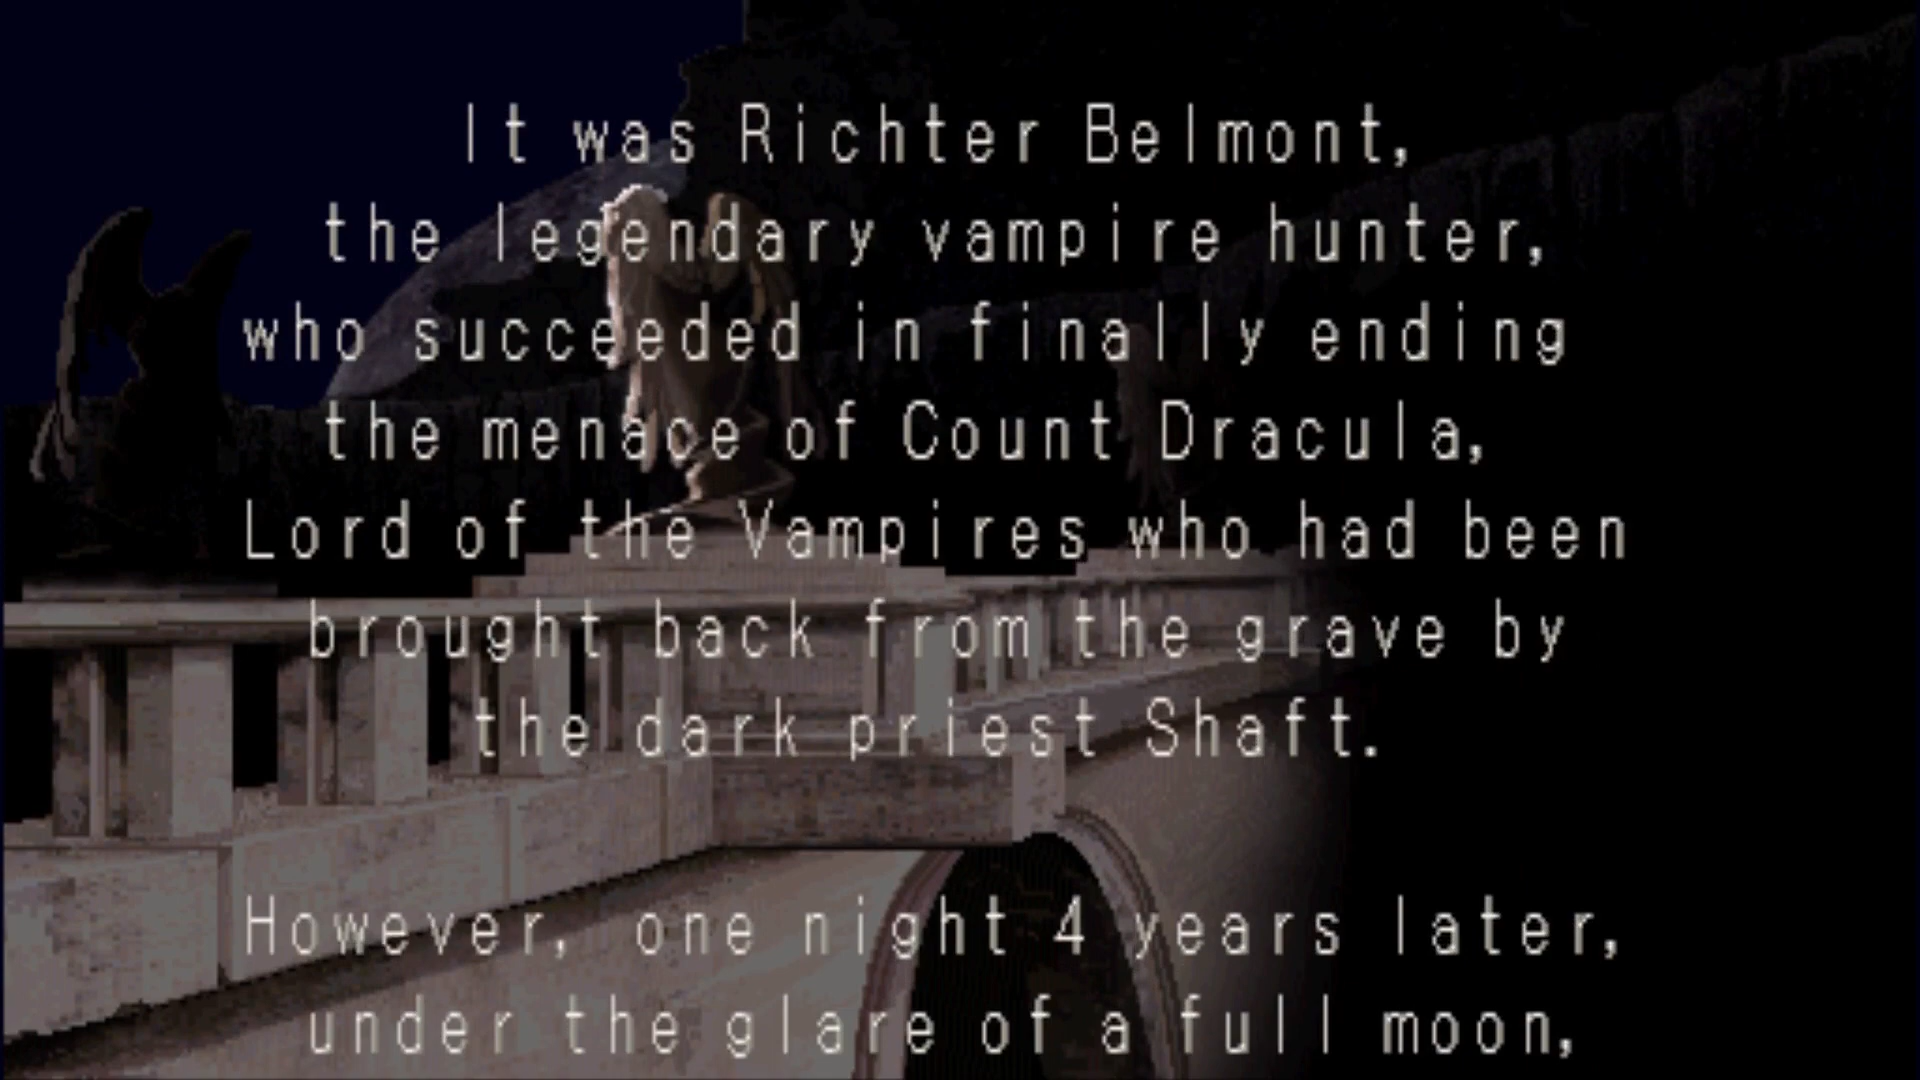 It was Richter Belmont,
the legendary vampire hunter,
who succeeded in finally ending
the menace of Count Dracula,
Lord of the Vampires who had been
brought back from the grave by
the dark priest Shaft.
However, one night 4 years later,
under the glare of a full moon,